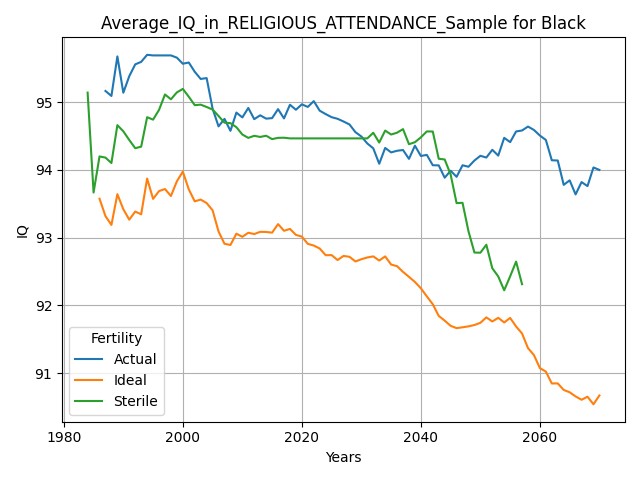 Average_IQ_in_RELIGIOUS_ATTENDANCE_Sample for Black
IQ
95
94
93
92
91
Fertility
Actual
Ideal
Sterile
1980
2000
2020
2040
2060
Years